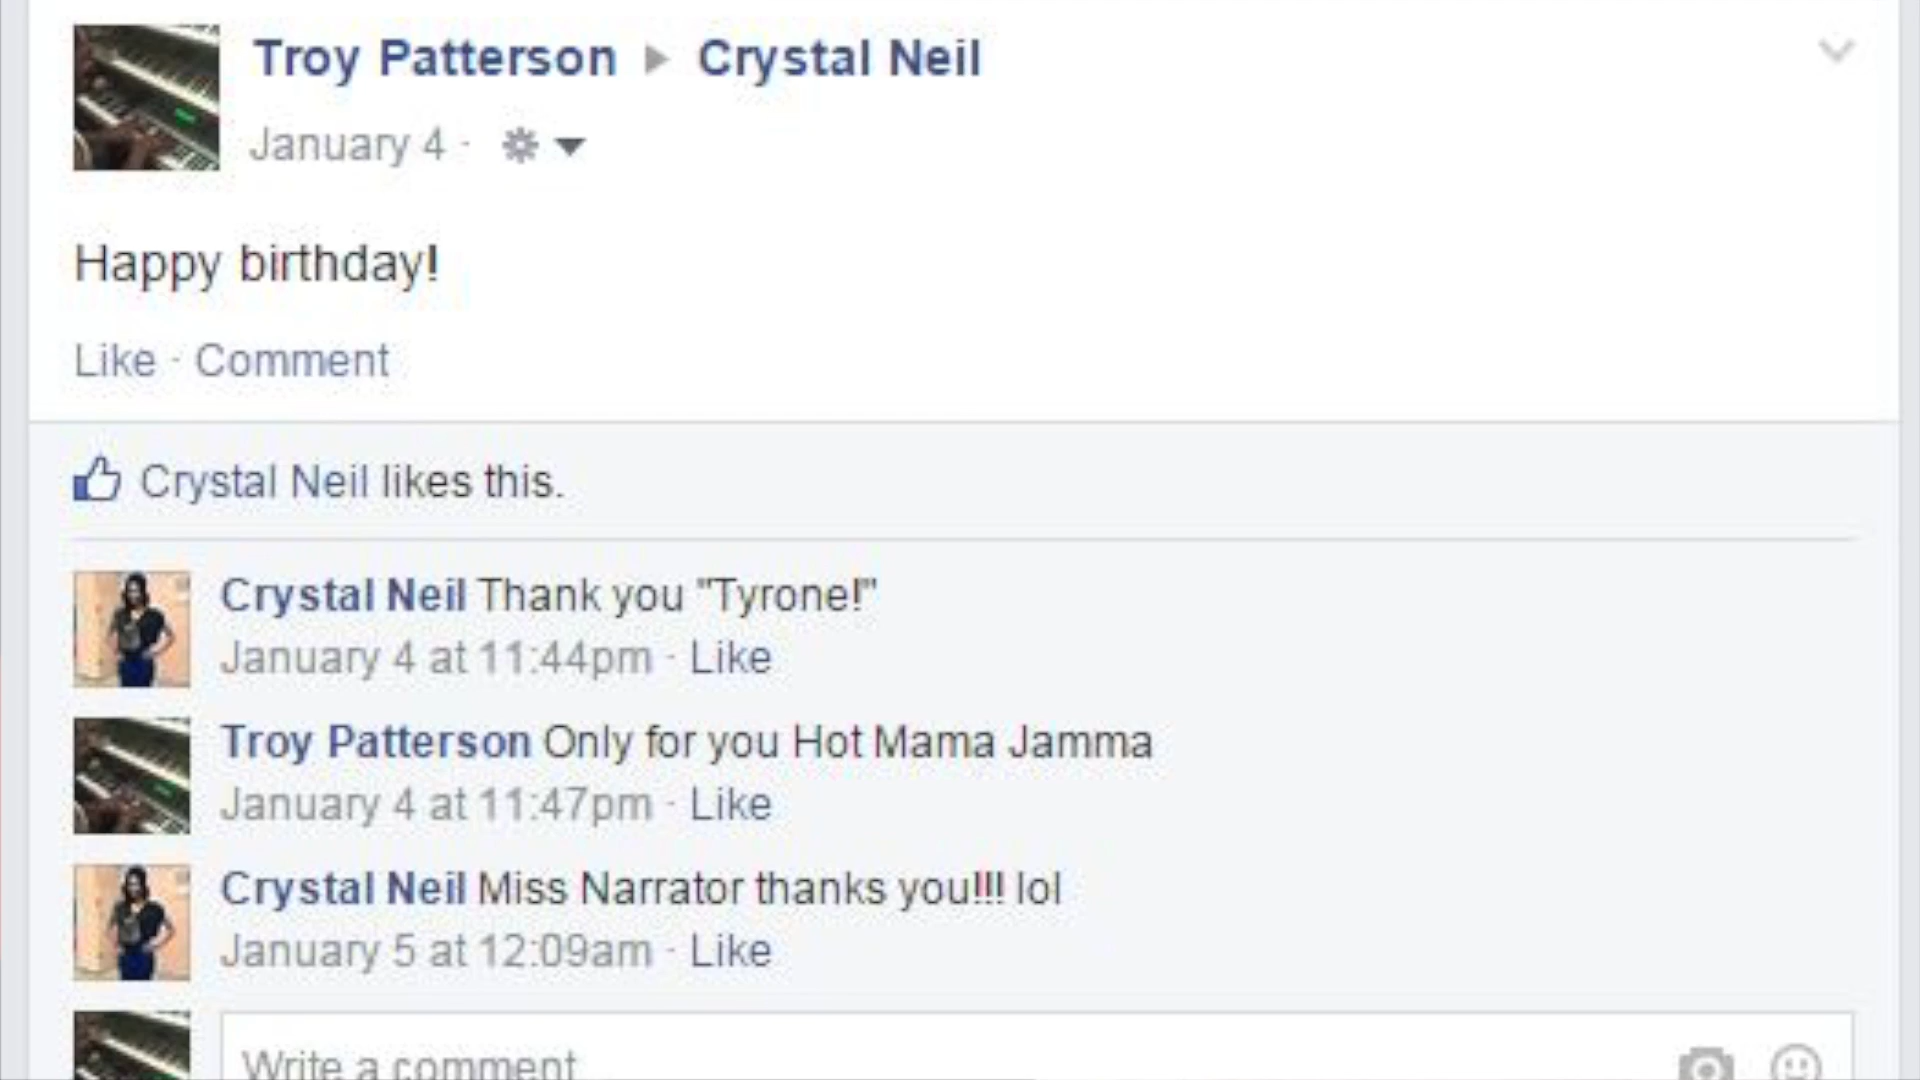 Troy Patterson ▶ Crystal Neil
January 4 ·
Happy birthday!
Like · Comment
Crystal Neil likes this.
Crystal Neil Thank you "Tyrone!"
January 4 at 11:44pm · Like
Troy Patterson Only for you Hot Mama Jamma
January 4 at 11:47pm · Like
Crystal Neil Miss Narrator thanks you!!! lol
January 5 at 12:09am · Like
Write a comment